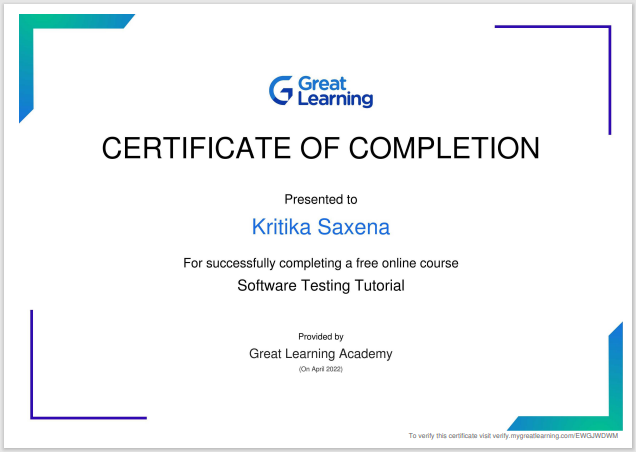 Great
Learning
CERTIFICATE OF COMPLETION
Presented to
Kritika Saxena
For successfully completing a free online course
Software Testing Tutorial
Provided by
Great Learning Academy
(On April 2022)
To verify this certificate visit verify.mygreatlearning.com/EWGJWDWM